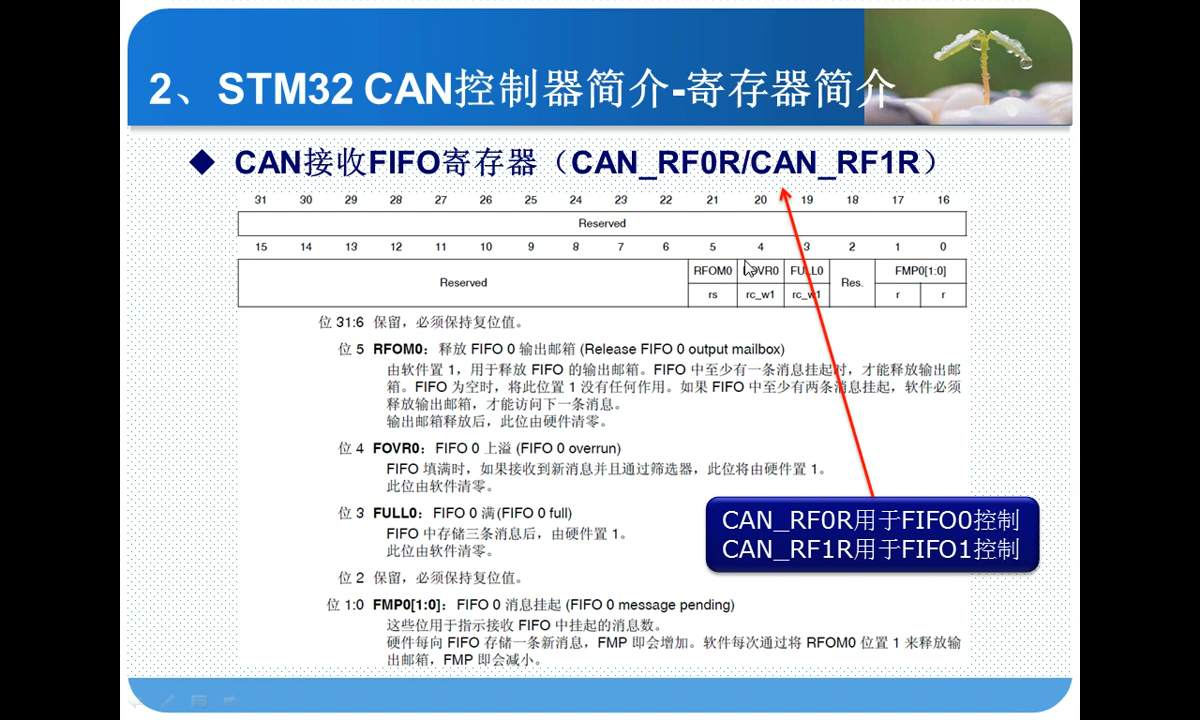 2、STM32 CAN控制器简介-寄存器简介
CAN接收FIFO寄存器（CAN_RF0R/CAN_RF1R）
31 30 29 28 27 26 25 24 23 22 21 20 19 18 17 16
Reserved
15 14 13 12 11 10 9 8 7 6 5 4 3 2 1 0
Reserved RFOM0 FOVR0 FULL0 Res. FMP0[1:0]
rs rc_w1 rc_w1 r r
位 31:6 保留，必须保持复位值。
位 5 RFOM0：释放 FIFO 0 输出邮箱 (Release FIFO 0 output mailbox)
由软件置 1，用于释放 FIFO 的输出邮箱。FIFO 中至少有一条消息挂起时，才能释放输出邮
箱。FIFO 为空时，将此位置 1 没有任何作用。如果 FIFO 中至少有两条消息挂起，软件必须
释放输出邮箱，才能访问下一条消息。
输出邮箱释放后，此位由硬件清零。
位 4 FOVR0：FIFO 0 上溢 (FIFO 0 overrun)
FIFO 填满时，如果接收到新消息并且通过筛选器，此位将由硬件置 1。
此位由软件清零。
位 3 FULL0：FIFO 0 满(FIFO 0 full)
FIFO 中存储三条消息后，由硬件置 1。
此位由软件清零。
CAN_RF0R用于FIFO0控制
CAN_RF1R用于FIFO1控制
位 2 保留，必须保持复位值。
位 1:0 FMP0[1:0]：FIFO 0 消息挂起 (FIFO 0 message pending)
这些位用于指示接收 FIFO 中挂起的消息数。
硬件每向 FIFO 存储一条新消息，FMP 即会增加。软件每次通过将 RFOM0 位置 1 来释放输
出邮箱，FMP 即会减小。